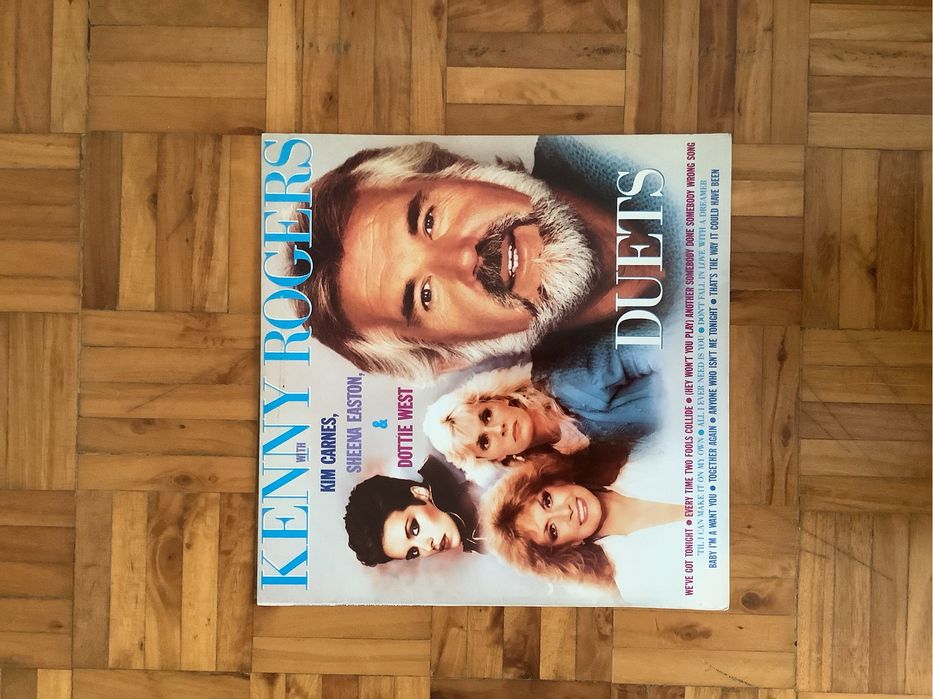 KENNY ROGERS
WITH
KIM CARNES,
SHEENA EASTON,
&
DOTTIE WEST
DUETS
WE'VE GOT TONIGHT ● EVERY TIME TWO FOOLS COLLIDE ● (HEY WON'T YOU PLAY) ANOTHER SOMEBODY DONE SOMEBODY WRONG SONG
'TIL I CAN MAKE IT ON MY OWN ● ALL I EVER NEED IS YOU ● DON'T FALL IN LOVE WITH A DREAMER
BABY I'M A WANT YOU ● TOGETHER AGAIN ● ANYONE WHO ISN'T ME TONIGHT ● THAT'S THE WAY IT COULD HAVE BEEN